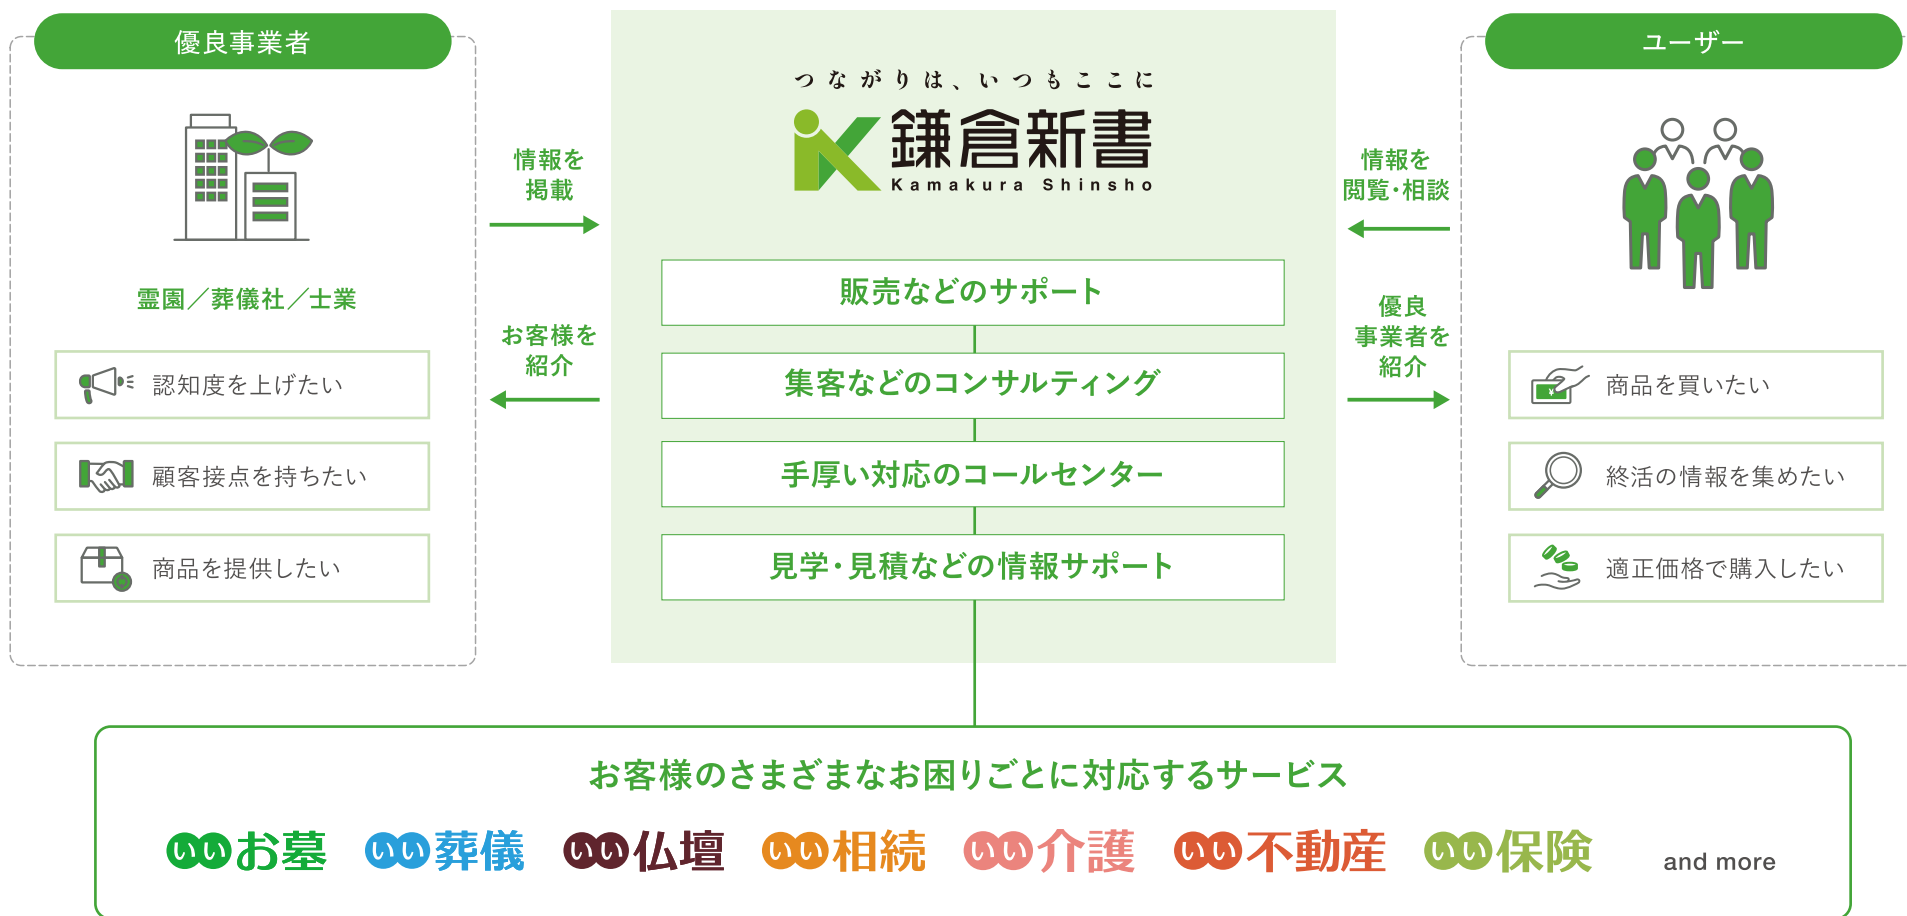 優良事業者
霊園／葬儀社／士業
認知度を上げたい
顧客接点を持ちたい
商品を提供したい
情報を
掲載
お客様を
紹介
つながりは、いつもここに
鎌倉新書
Kamakura Shinsho
販売などのサポート
集客などのコンサルティング
手厚い対応のコールセンター
見学・見積などの情報サポート
情報を
閲覧・相談
優良
事業者を
紹介
ユーザー
¥
商品を買いたい
終活の情報を集めたい
適正価格で購入したい
お客様のさまざまなお困りごとに対応するサービス
いいお墓 いい葬儀 いい仏壇 いい相続 いい介護 いい不動産 いい保険 and more